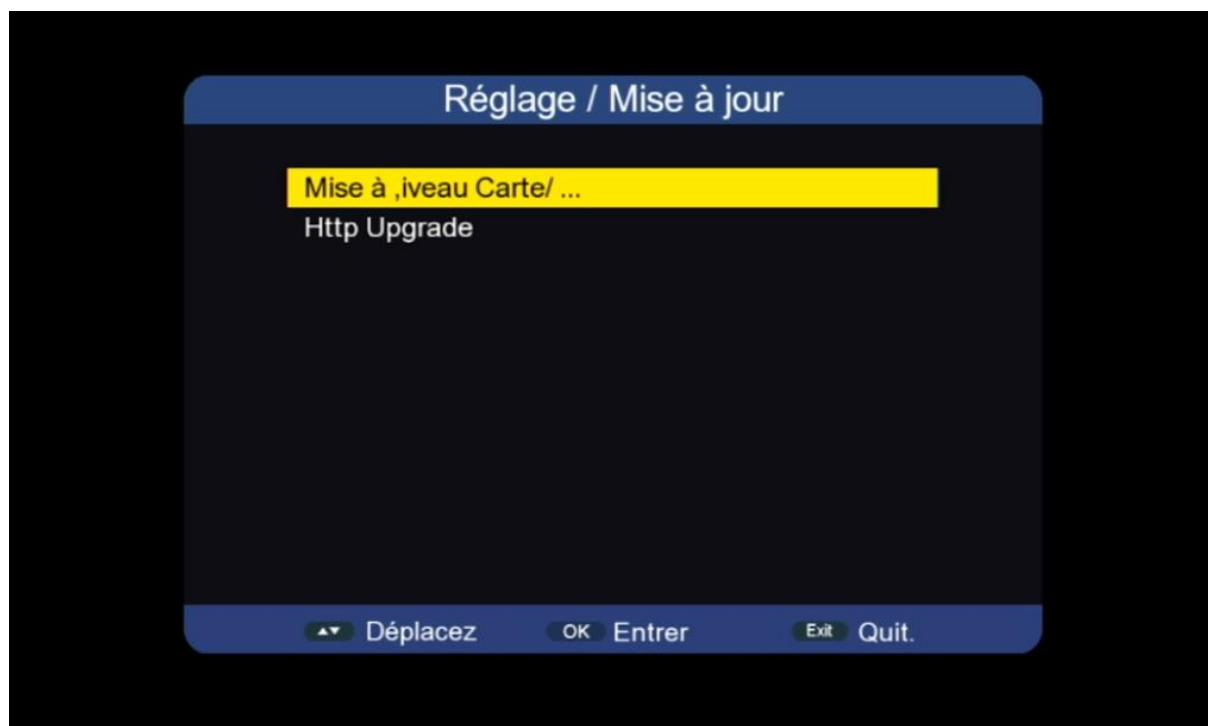 Réglage / Mise à jour
Mise à ,iveau Carte/ ...
Http Upgrade
Déplacez OK Entrer Exit Quit.